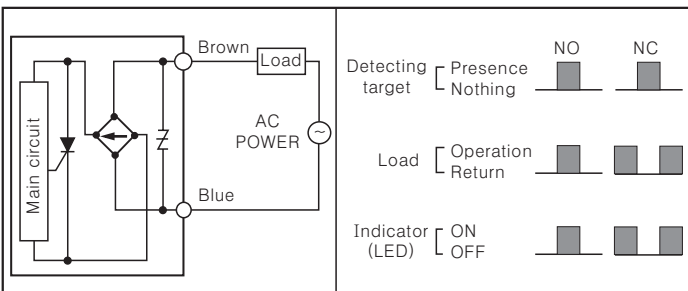 Main circuit
Brown
Load
AC
POWER
~
Blue
NO NC
Detecting target Presence
Nothing
Load Operation
Return
Indicator (LED) ON
OFF